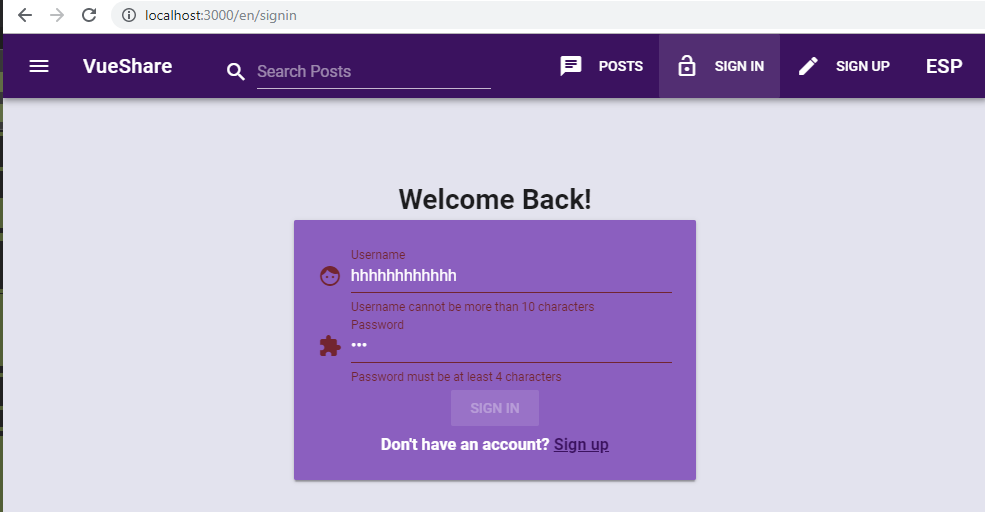 localhost:3000/en/signin
VueShare Search Posts POSTS SIGN IN SIGN UP ESP
Welcome Back!
Username
hhhhhhhhhhhh
Username cannot be more than 10 characters
Password
•••
Password must be at least 4 characters
SIGN IN
Don't have an account? Sign up